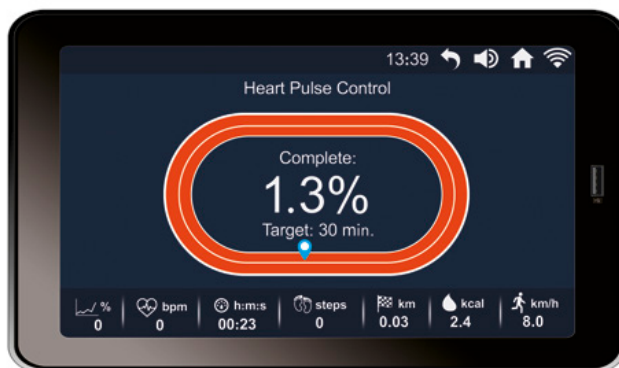 13:39
Heart Pulse Control
Complete:
1.3%
Target: 30 min.
% bpm h:m:s steps km kcal km/h
0 0 00:23 0 0.03 2.4 8.0